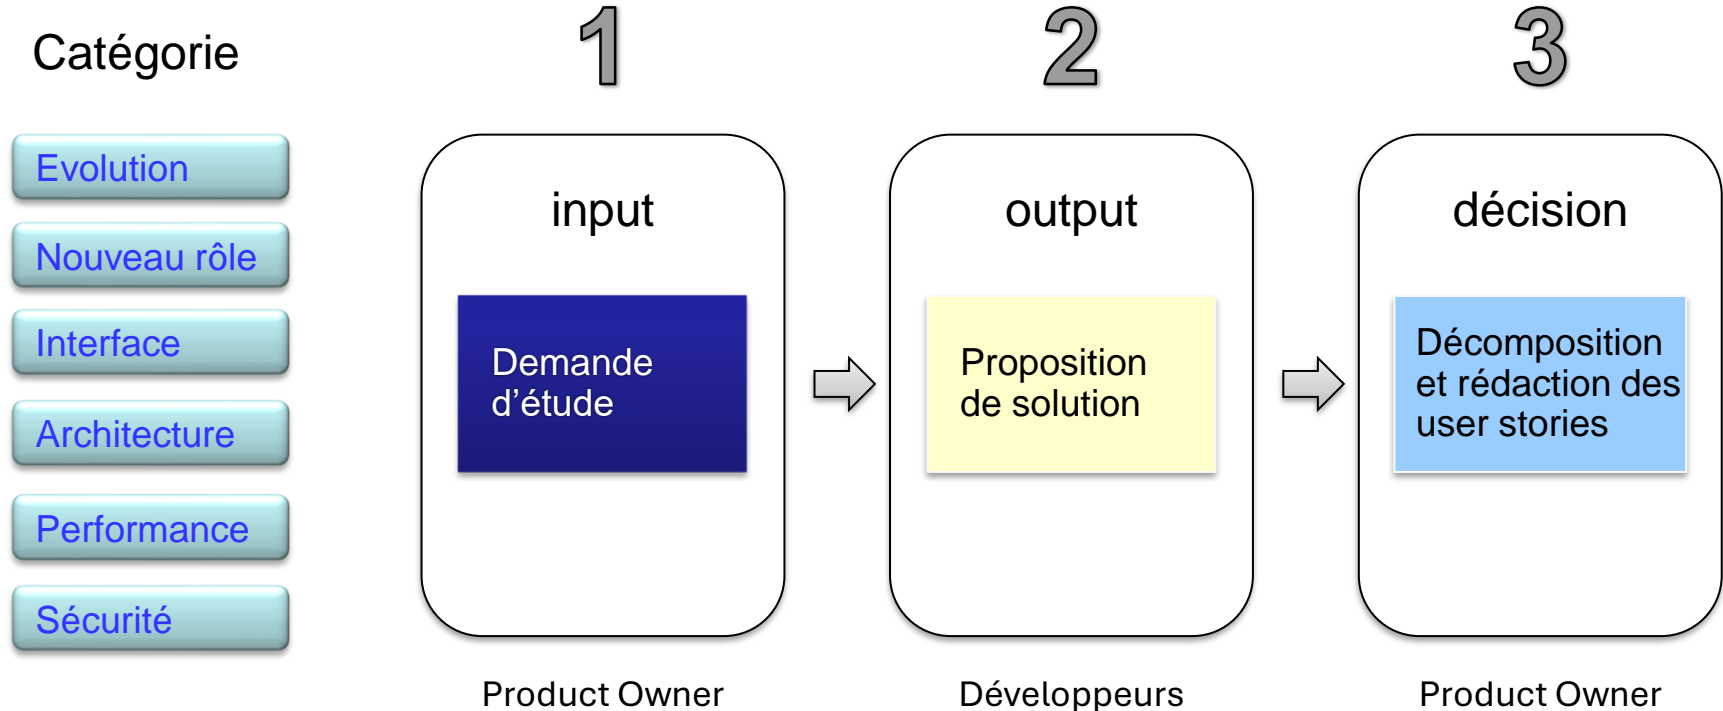 Catégorie
Evolution
Nouveau rôle
Interface
Architecture
Performance
Sécurité
1
input
Demande
d’étude
Product Owner
2
output
Proposition
de solution
Développeurs
3
décision
Décomposition
et rédaction des
user stories
Product Owner